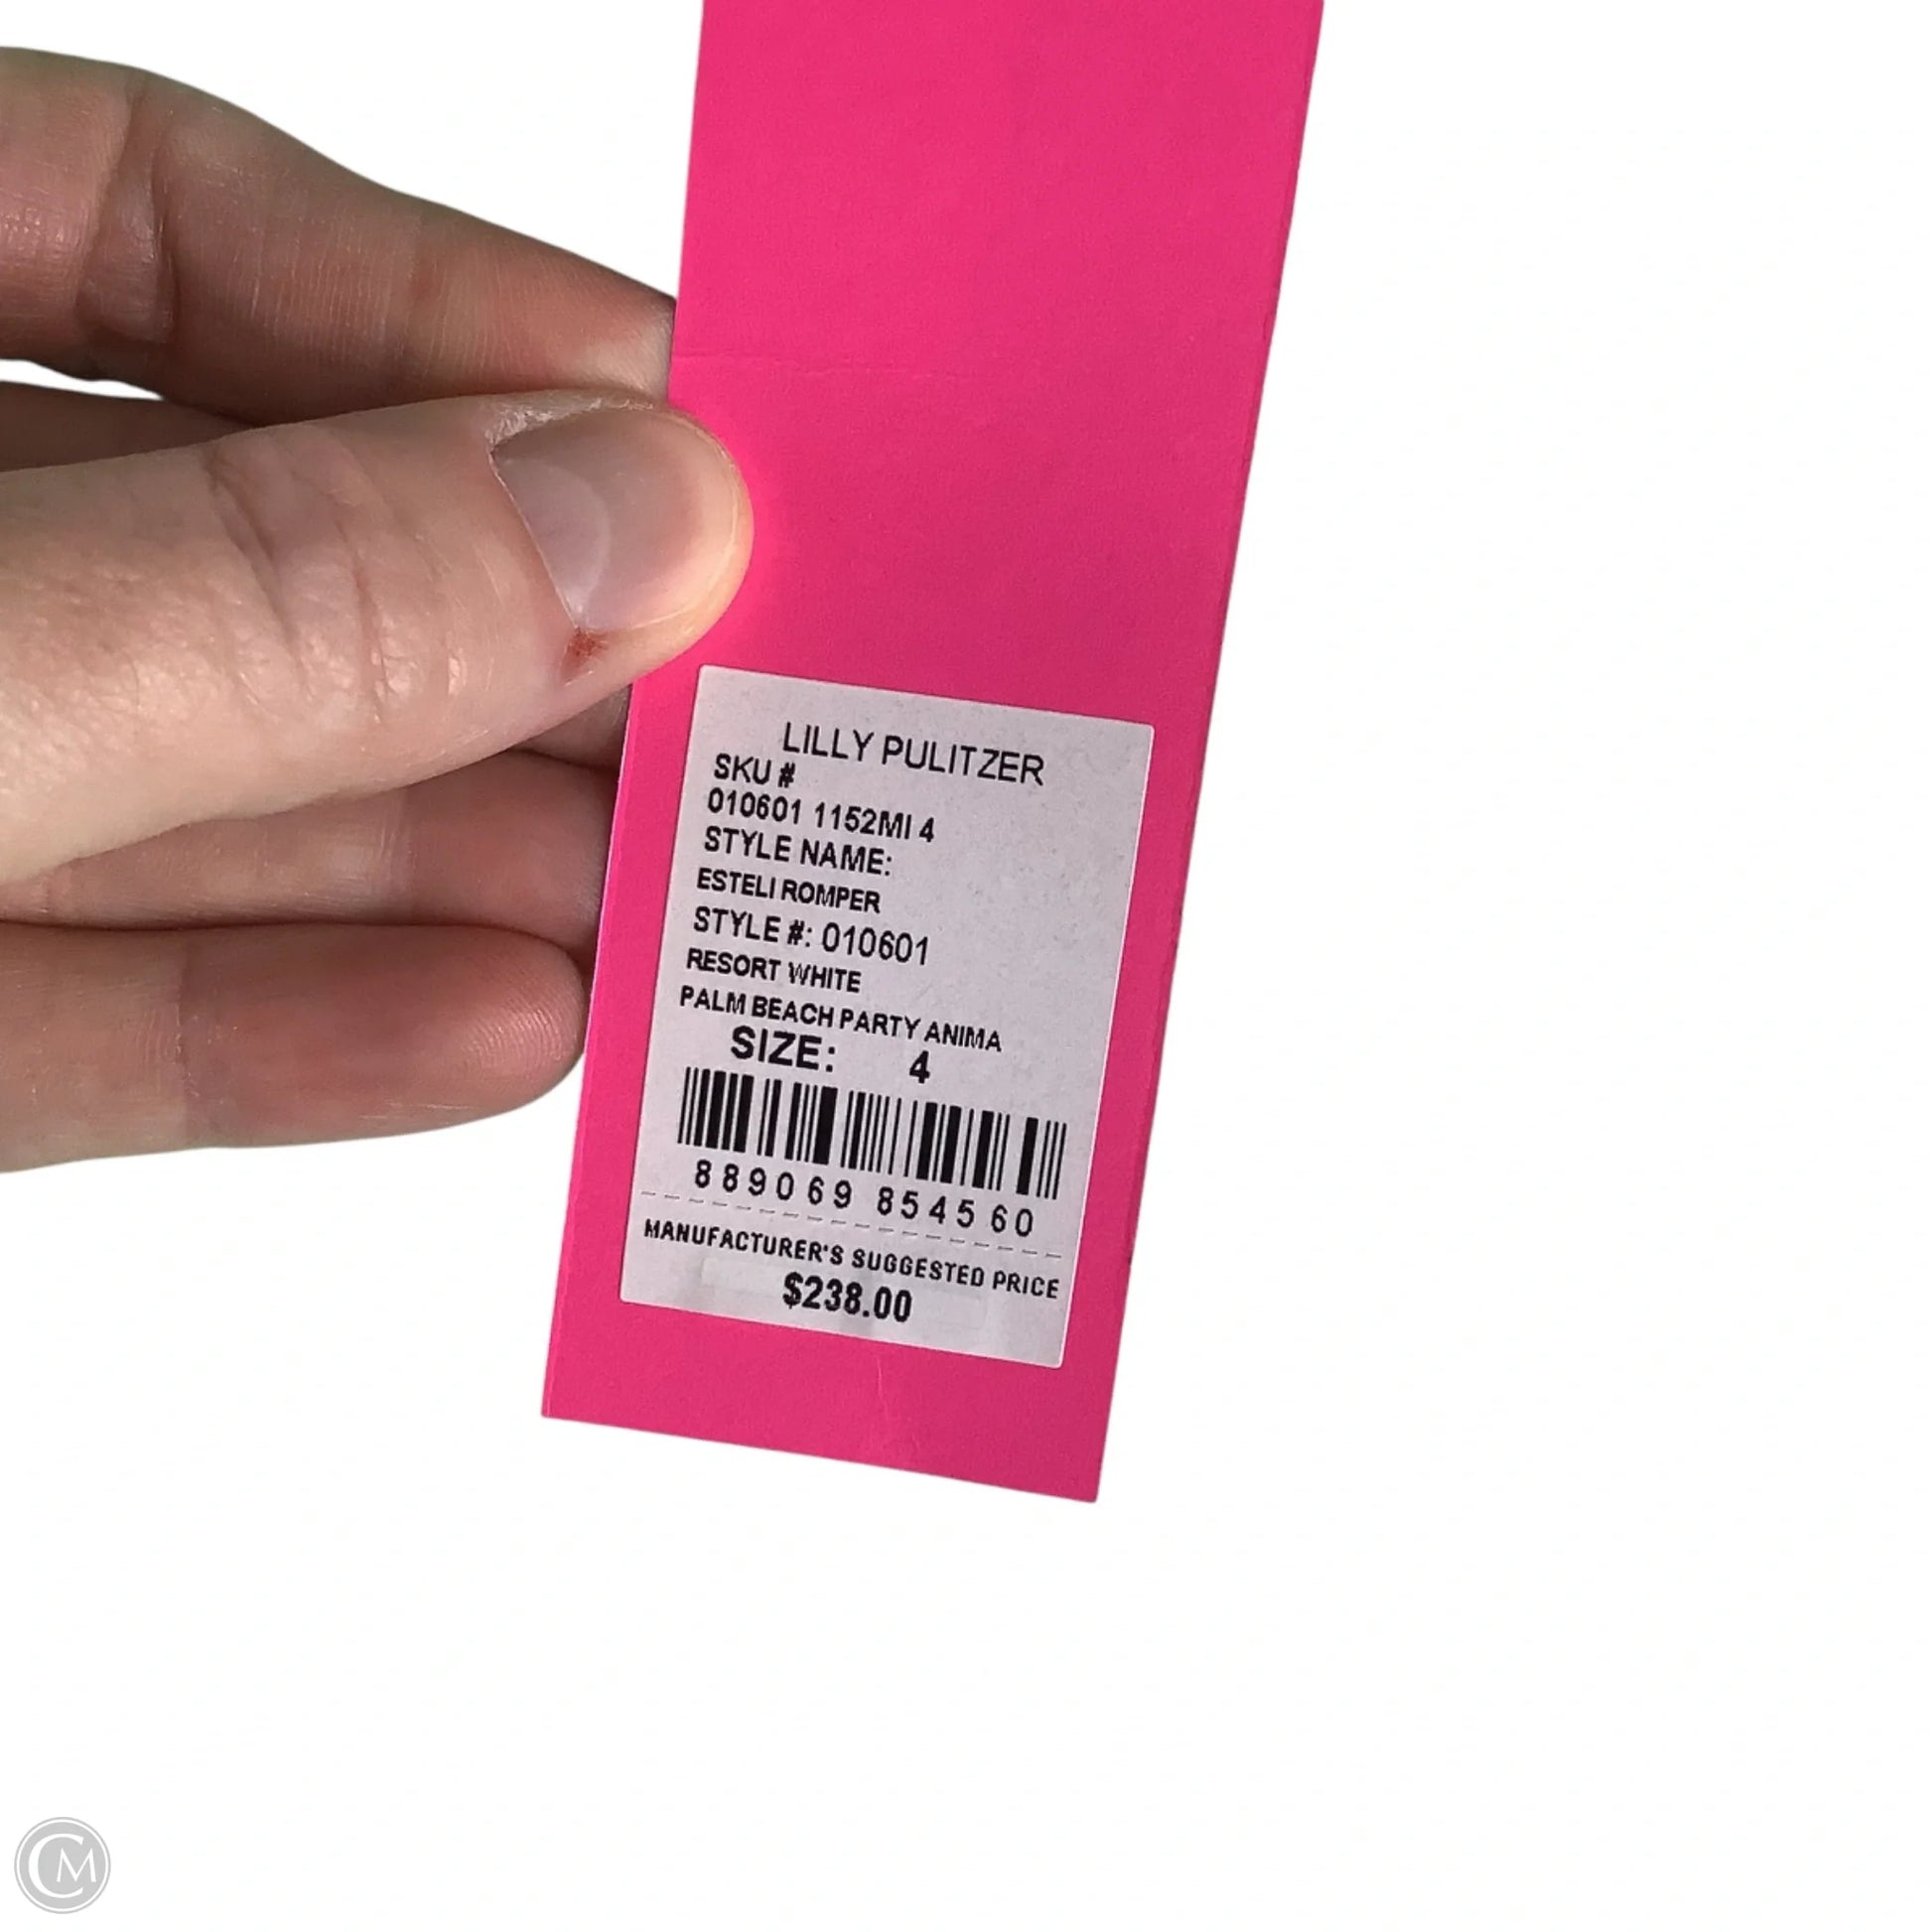 LILLY PULITZER
SKU #
010601 1152MI 4
STYLE NAME:
ESTELI ROMPER
STYLE #: 010601
RESORT WHITE
PALM BEACH PARTY ANIMA
SIZE: 4
889069 854560
MANUFACTURER'S SUGGESTED PRICE
$238.00
CM